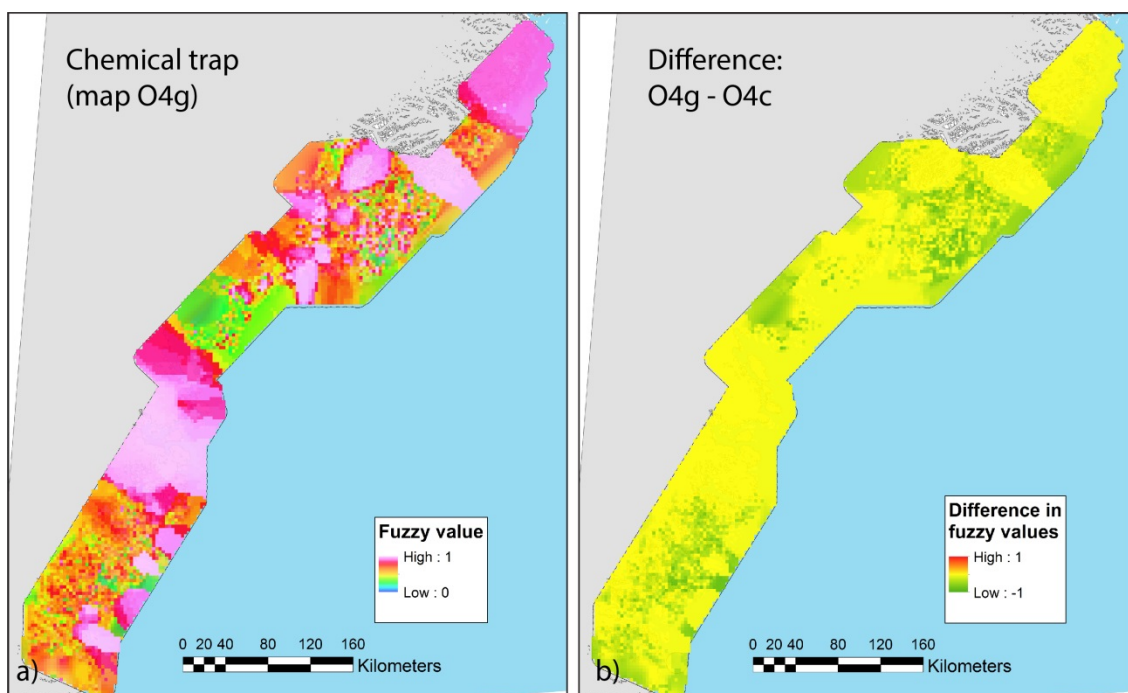 Chemical trap
(map O4g)
Fuzzy value
High : 1
Low : 0
0 20 40 80 120 160
Kilometers
a)
Difference:
O4g - O4c
Difference in
fuzzy values
High : 1
Low : -1
0 20 40 80 120 160
Kilometers
b)